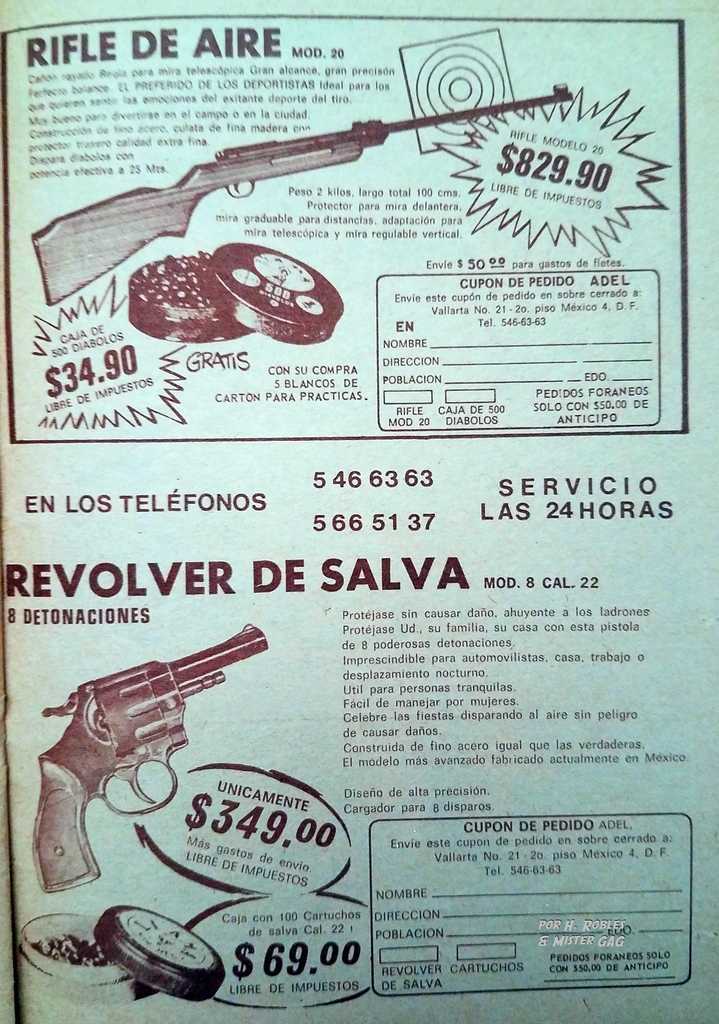 RIFLE DE AIRE MOD. 20
Cañon rayado Rinola para mira telescópica Gran alcance, gran precisón
Perfecto balance. EL PREFERIDO DE LOS DEPORTISTAS Ideal para los
que quieren sentir las emociones del exitante deporte del tiro.
Muy bueno para divertirse en el campo o en la ciudad.
Construcción de fino acero, culata de fina madera con
protector trasero calidad extra fina.
Dispara diabolos con
potencia efectiva a 25 Mts.
RIFLE MODELO 20
$829.90
LIBRE DE IMPUESTOS
Peso 2 kilos, largo total 100 cms.
Protector para mira delantera,
mira graduable para distancias, adaptación para
mira telescópica y mira regulable vertical.
500
DIABOLOS
CAJA DE
500 DIABOLOS
$34.90
LIBRE DE IMPUESTOS
GRATIS
CON SU COMPRA
5 BLANCOS DE
CARTON PARA PRACTICAS.
Envie $ 50 00 para gastos de fletes.
CUPON DE PEDIDO ADEL
Envie este cupón de pedido en sobre cerrado a:
Vallarta No. 21 - 2o. piso México 4, D. F.
Tel. 546-63-63
EN
NOMBRE
DIRECCION
POBLACION EDO.
RIFLE
MOD 20
CAJA DE 500
DIABOLOS
PEDIDOS FORANEOS
SOLO CON $50.00 DE
ANTICIPO
EN LOS TELÉFONOS
5 46 63 63
5 66 51 37
SERVICIO
LAS 24 HORAS
REVOLVER DE SALVA MOD. 8 CAL. 22
8 DETONACIONES
Protéjase sin causar daño, ahuyente a los ladrones
Protéjase Ud., su familia, su casa con esta pistola
de 8 poderosas detonaciones.
Imprescindible para automovilistas, casa, trabajo o
desplazamiento nocturno.
Util para personas tranquilas.
Fácil de manejar por mujeres.
Celebre las fiestas disparando al aire sin peligro
de causar daños.
Construida de fino acero igual que las verdaderas.
El modelo más avanzado fabricado actualmente en México
Diseño de alta precisión.
Cargador para 8 disparos.
UNICAMENTE
$349.00
Más gastos de envio
LIBRE DE IMPUESTOS
Caja con 100 Cartuchos
de salva Cal. 22 !
$69.00
LIBRE DE IMPUESTOS
CUPON DE PEDIDO ADEL,
Envie este cupón de pedido en sobre cerrado a:
Vallarta No. 21 - 2o. piso México 4, D. F.
Tel. 546-63-63
NOMBRE
DIRECCION
POBLACION EDO.
REVOLVER
DE SALVA
CARTUCHOS
PEDIDOS FORANEOS SOLO
CON $50.00 DE ANTICIPO
POR H. ROBLES
& MISTER GAG